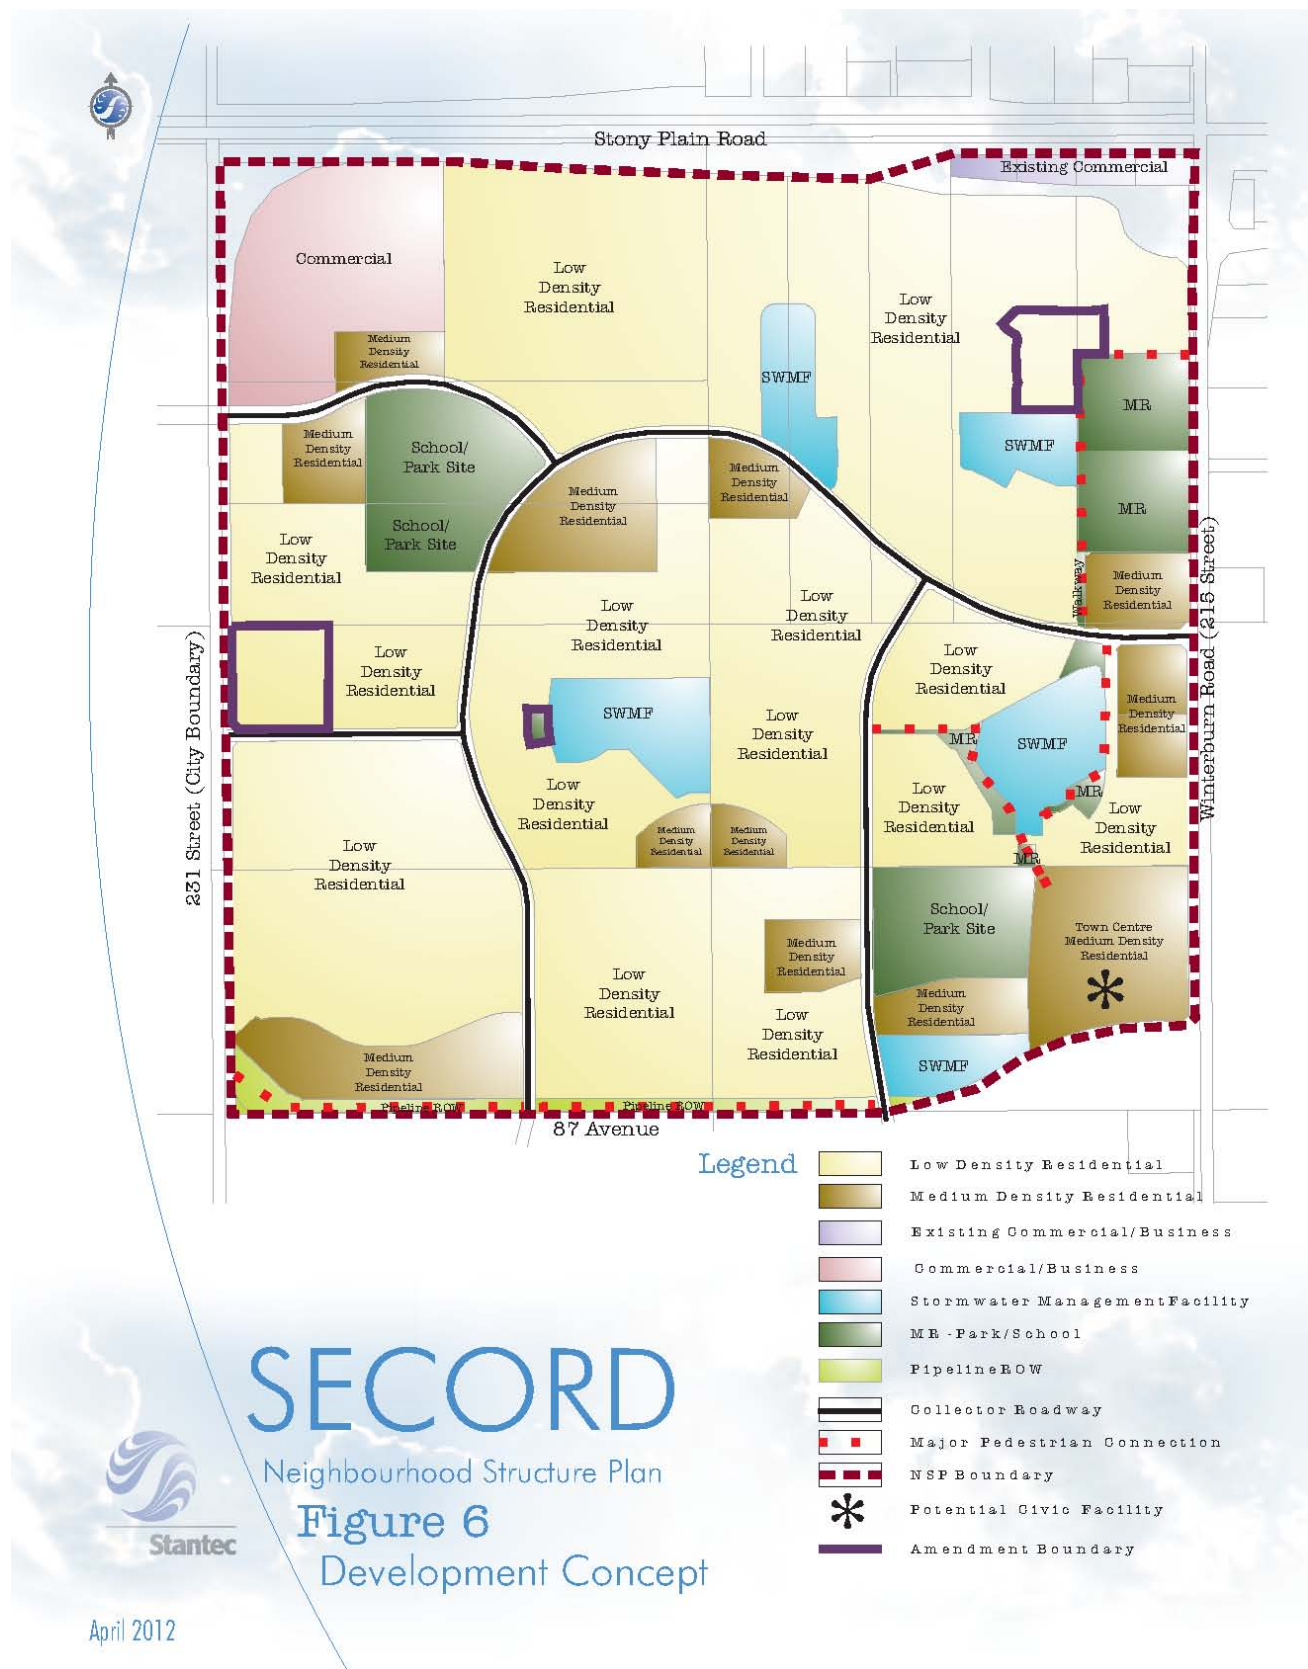 N
Stony Plain Road
Existing Commercial
Commercial
Low
Density
Residential
Low
Density
Residential
Medium
Density
Residential
SWMF
MR
Medium
Density
Residential
School/
Park Site
SWMF
Medium
Density
Residential
Medium
Density
Residential
School/
Park Site
MR
Low
Density
Residential
Walkway
Medium
Density
Residential
Low
Density
Residential
Low
Density
Residential
Winterburn Road (215 Street)
231 Street (City Boundary)
Low
Density
Residential
Low
Density
Residential
SWMF
Low
Density
Residential
MR
SWMF
Medium
Density
Residential
Low
Density
Residential
Low
Density
Residential
MR
Low
Density
Residential
Medium
Density
Residential
Medium
Density
Residential
MR
Low
Density
Residential
School/
Park Site
Town Centre
Medium Density
Residential
Medium
Density
Residential
Low
Density
Residential
Medium
Density
Residential
Low
Density
Residential
Medium
Density
Residential
SWMF
Pipeline ROW
Pipeline ROW
87 Avenue
Legend
Low Density Residential
Medium Density Residential
Existing Commercial/Business
Commercial/Business
Stormwater Management Facility
MR - Park/School
Pipeline ROW
Collector Roadway
Major Pedestrian Connection
NSP Boundary
Potential Civic Facility
Amendment Boundary
SECORD
Neighbourhood Structure Plan
Figure 6
Development Concept
Stantec
April 2012